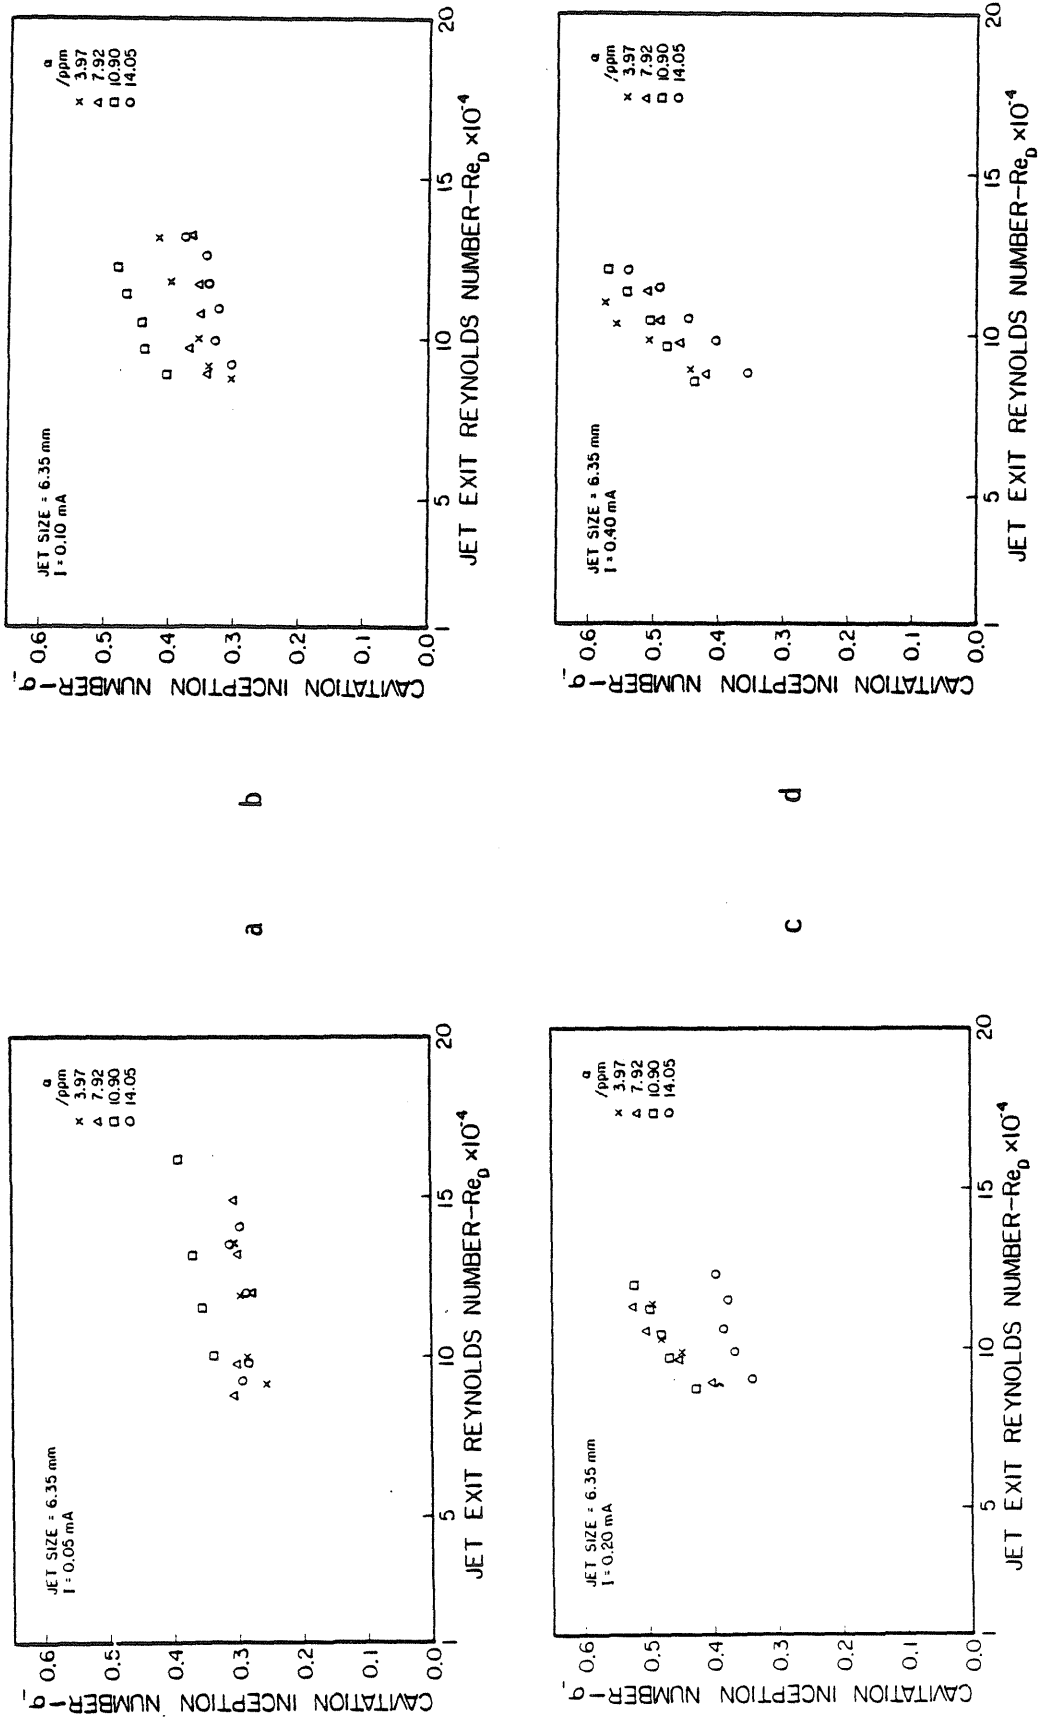 JET SIZE = 6.35 mm
I = 0.05 mA
a
/ppm
× 3.97
△ 7.92
□ 10.90
○ 14.05
0.6
0.5
0.4
0.3
0.2
0.1
0.0
CAVITATION INCEPTION NUMBER-σi
1
5
10
15
20
JET EXIT REYNOLDS NUMBER-ReD ×10-4
a
JET SIZE = 6.35 mm
I = 0.10 mA
a
/ppm
× 3.97
△ 7.92
□ 10.90
○ 14.05
0.6
0.5
0.4
0.3
0.2
0.1
0.0
CAVITATION INCEPTION NUMBER-σi
1
5
10
15
20
JET EXIT REYNOLDS NUMBER-ReD ×10-4
b
JET SIZE = 6.35 mm
I = 0.20 mA
a
/ppm
× 3.97
△ 7.92
□ 10.90
○ 14.05
0.6
0.5
0.4
0.3
0.2
0.1
0.0
CAVITATION INCEPTION NUMBER-σi
1
5
10
15
20
JET EXIT REYNOLDS NUMBER-ReD ×10-4
c
JET SIZE = 6.35 mm
I = 0.40 mA
a
/ppm
× 3.97
△ 7.92
□ 10.90
○ 14.05
0.6
0.5
0.4
0.3
0.2
0.1
0.0
CAVITATION INCEPTION NUMBER-σi
1
5
10
15
20
JET EXIT REYNOLDS NUMBER-ReD ×10-4
d